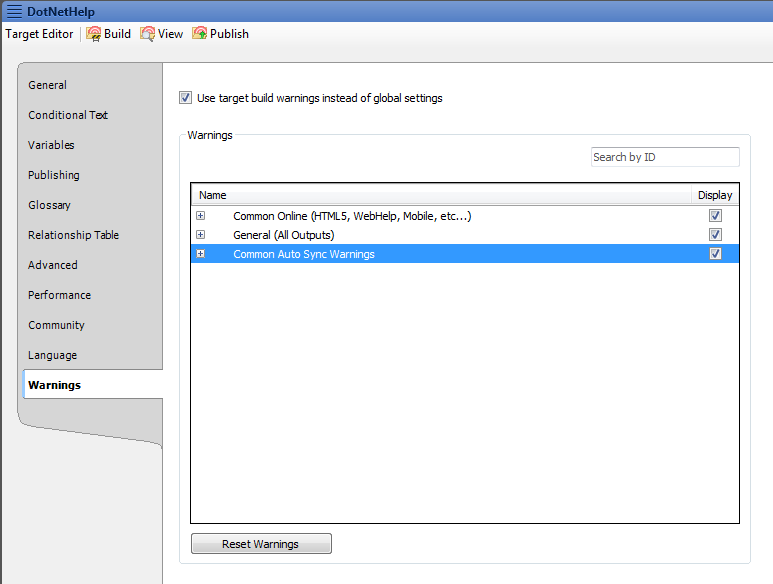 DotNetHelp
Target Editor Build View Publish
General
Conditional Text
Variables
Publishing
Glossary
Relationship Table
Advanced
Performance
Community
Language
Warnings
Use target build warnings instead of global settings
Warnings
Search by ID
Name Display
Common Online (HTML5, WebHelp, Mobile, etc...)
General (All Outputs)
Common Auto Sync Warnings
Reset Warnings